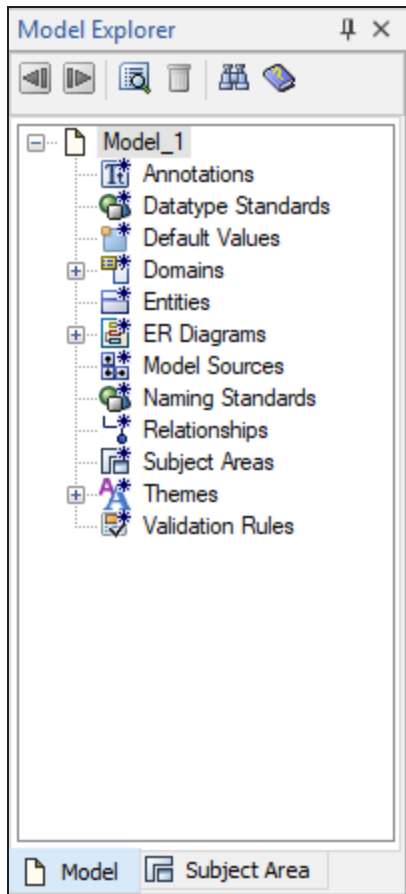 Model Explorer
Model_1
Annotations
Datatype Standards
Default Values
Domains
Entities
ER Diagrams
Model Sources
Naming Standards
Relationships
Subject Areas
Themes
Validation Rules
Model Subject Area